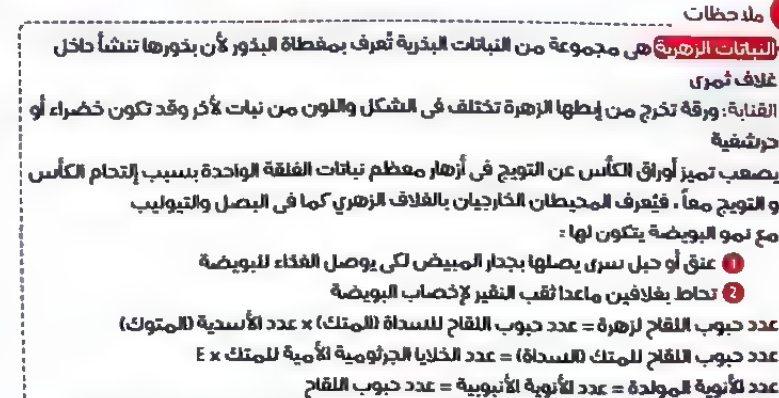 ملاحظات
النباتات الزهرية هى مجموعة من النباتات البذرية تُعرف بمغطاة البذور لأن بذورها تنشأ داخل
غلاف ثمرى
القنابة: ورقة تخرج من إبطها الزهرة تختلف فى الشكل واللون من نبات لأخر وقد تكون خضراء أو
حرشفية
يصعب تميز أوراق الكأس عن التويج فى أزهار معظم نباتات الفلقة الواحدة بسبب إلتحام الكأس
و التويج معاً ، فيُعرف المحيطان الخارجيان بالغلاف الزهري كما فى البصل والتيوليب
مع نمو البويضة يتكون لها :
1 عنق أو حبل سرى يصلها بجدار المبيض لكى يوصل الغذاء للبويضة
2 تحاط بغلافين ماعدا ثقب النقير لإخصاب البويضة
عدد حبوب اللقاح لزهرة = عدد حبوب اللقاح للسداة (المتك) x عدد الأسدية (المتوك)
عدد حبوب اللقاح للمتك (السداة) = عدد الخلايا الجرثومية الأمية للمتك x E
عدد الأنوية المولدة = عدد الأنوية الأنبوبية = عدد حبوب اللقاح